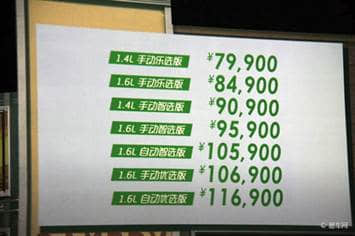 1.4L 手动乐选版 ¥79,900
1.6L 手动乐选版 ¥84,900
1.4L 手动智选版 ¥90,900
1.6L 手动智选版 ¥95,900
1.6L 自动智选版 ¥105,900
1.6L 手动优选版 ¥106,900
1.6L 自动优选版 ¥116,900
易车网